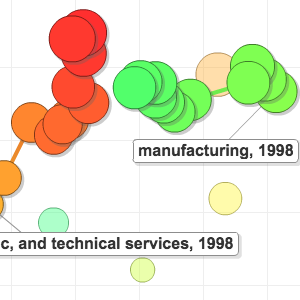 manufacturing, 1998
c, and technical services, 1998